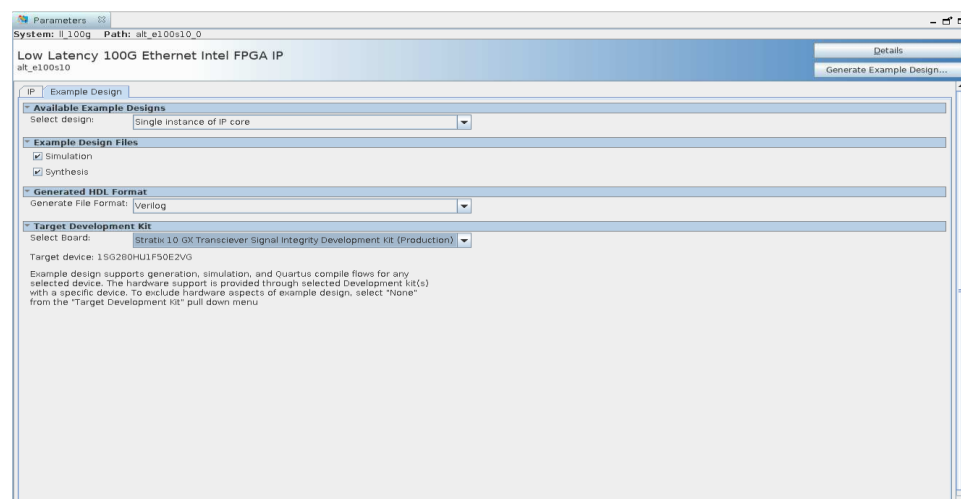 Parameters
System: ll_100g Path: alt_e100s10_0
Low Latency 100G Ethernet Intel FPGA IP
alt_e100s10
Details
Generate Example Design...
IP Example Design
Available Example Designs
Select design: Single instance of IP core
Example Design Files
Simulation
Synthesis
Generated HDL Format
Generate File Format: Verilog
Target Development Kit
Select Board: Stratix 10 GX Transciever Signal Integrity Development Kit (Production)
Target device: 1SG280HU1F50E2VG
Example design supports generation, simulation, and Quartus compile flows for any
selected device. The hardware support is provided through selected Development kit(s)
with a specific device. To exclude hardware aspects of example design, select "None"
from the "Target Development Kit" pull down menu